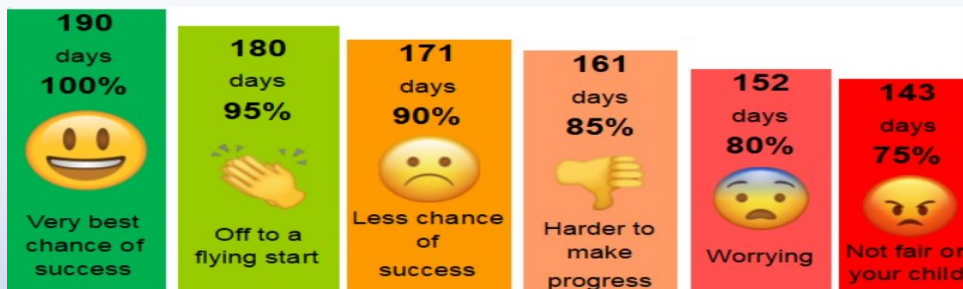 190
days
100%
Very best
chance of
success
180
days
95%
Off to a
flying start
171
days
90%
Less chance
of
success
161
days
85%
Harder to
make
progress
152
days
80%
Worrying
143
days
75%
Not fair on
your child